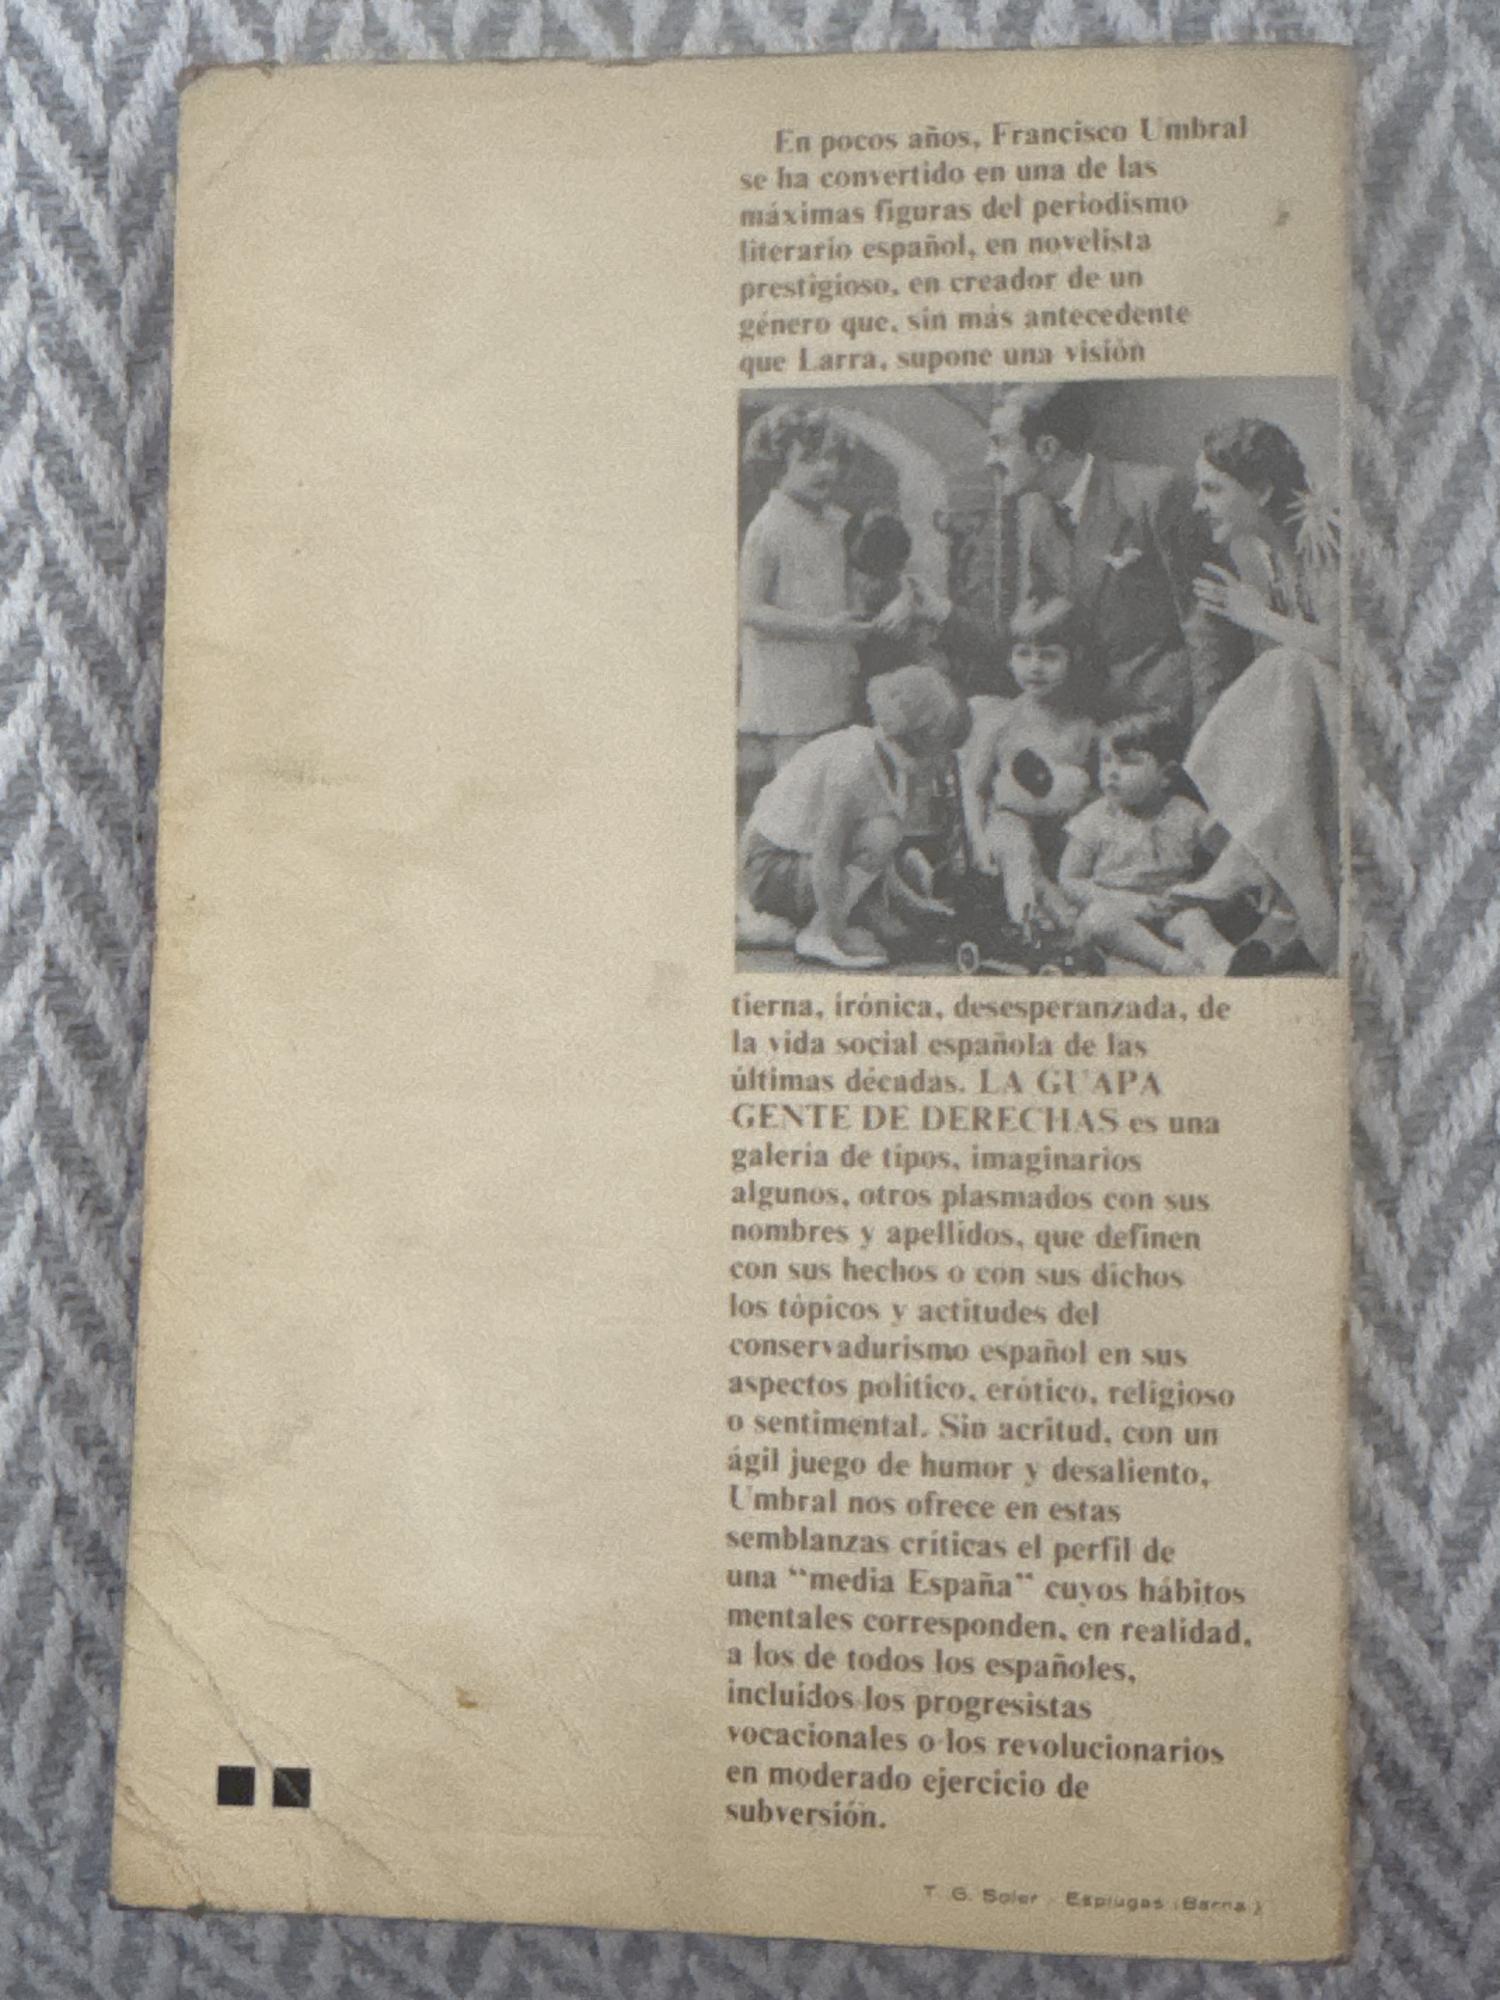 En pocos años, Francisco Umbral
se ha convertido en una de las
máximas figuras del periodismo
literario español, en novelista
prestigioso, en creador de un
género que, sin más antecedente
que Larra, supone una visión
tierna, irónica, desesperanzada, de
la vida social española de las
últimas décadas. LA GUAPA
GENTE DE DERECHAS es una
galería de tipos, imaginarios
algunos, otros plasmados con sus
nombres y apellidos, que definen
con sus hechos o con sus dichos
los tópicos y actitudes del
conservadurismo español en sus
aspectos político, erótico, religioso
o sentimental. Sin acritud, con un
ágil juego de humor y desaliento,
Umbral nos ofrece en estas
semblanzas críticas el perfil de
una "media España" cuyos hábitos
mentales corresponden, en realidad,
a los de todos los españoles,
incluidos los progresistas
vocacionales o los revolucionarios
en moderado ejercicio de
subversión.
T. G. Soler - Esplugas (Barna.)